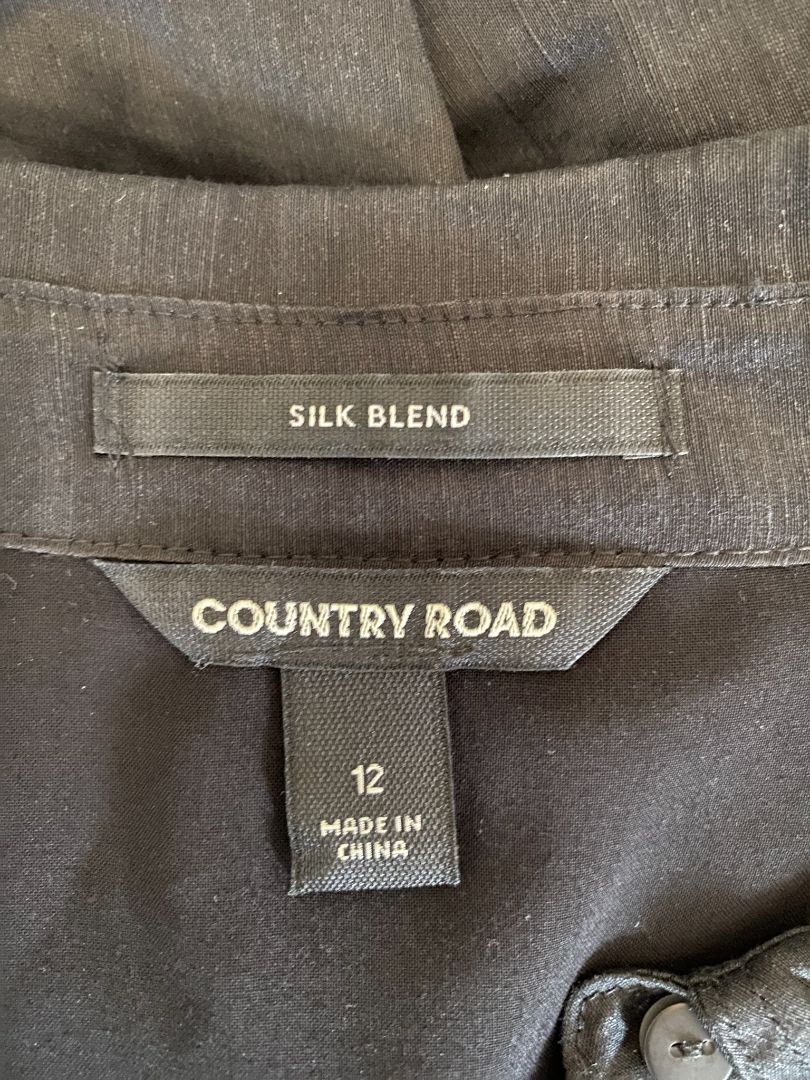 SILK BLEND
COUNTRY ROAD
12
MADE IN
CHINA